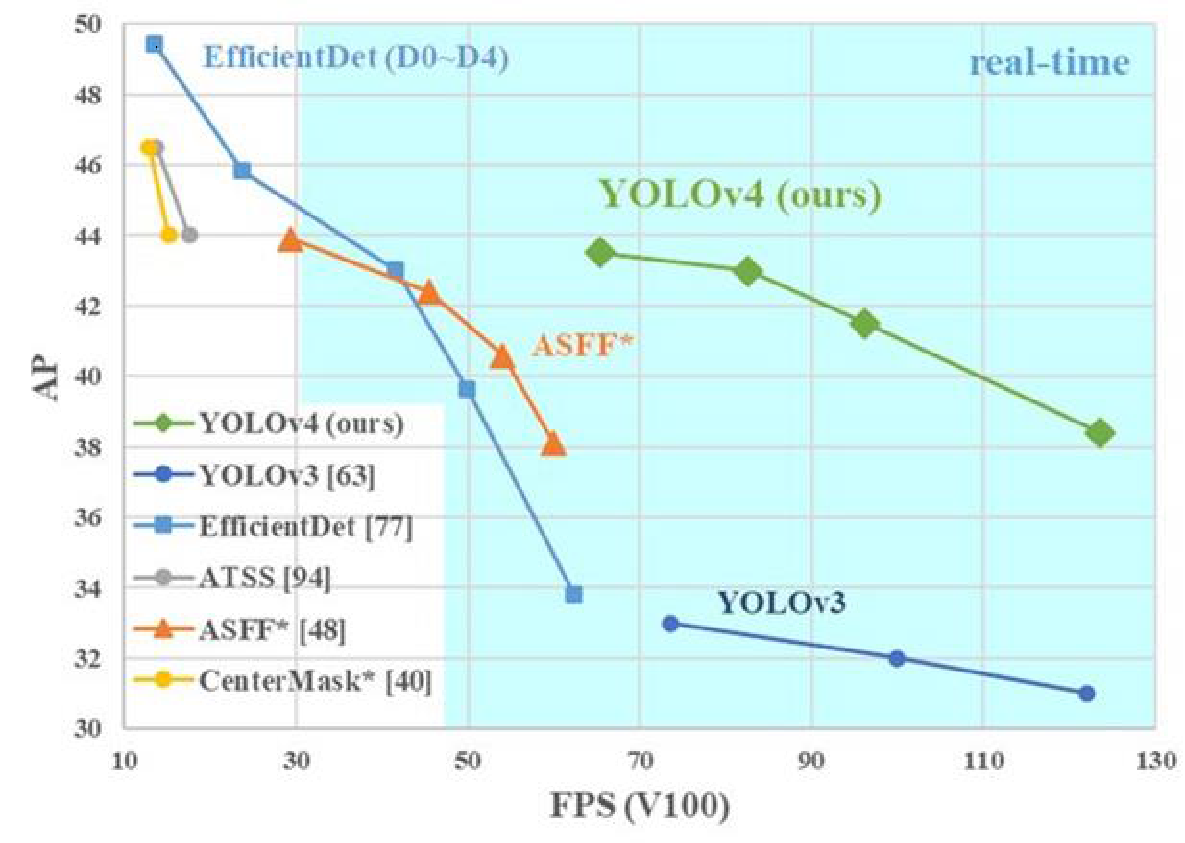 50
EfficientDet (D0~D4)
real-time
48
46
YOLOv4 (ours)
44
42
ASFF*
40
AP
YOLOv4 (ours)
38
YOLOv3 [63]
36
EfficientDet [77]
34
ATSS [94]
YOLOv3
ASFF* [48]
32
CenterMask* [40]
30
10 30 50 70 90 110 130
FPS (V100)